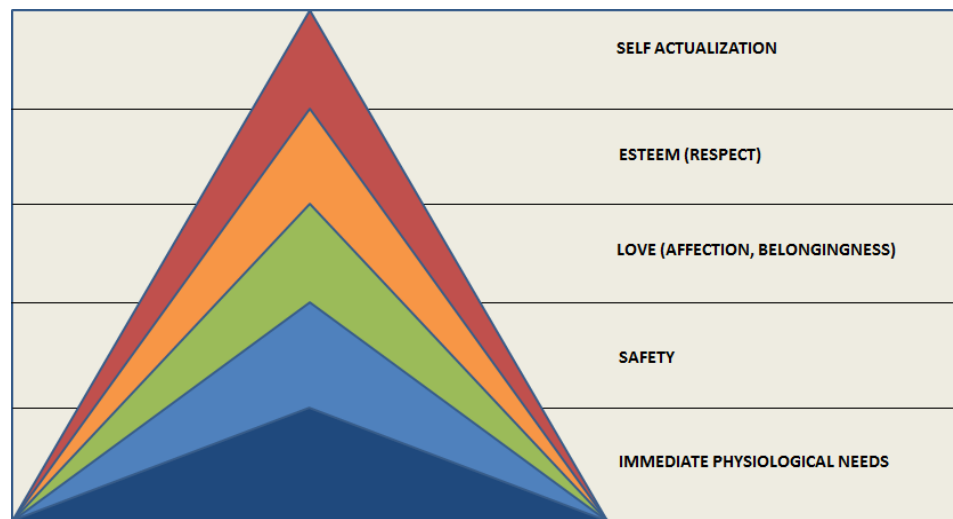 SELF ACTUALIZATION
ESTEEM (RESPECT)
LOVE (AFFECTION, BELONGINGNESS)
SAFETY
IMMEDIATE PHYSIOLOGICAL NEEDS